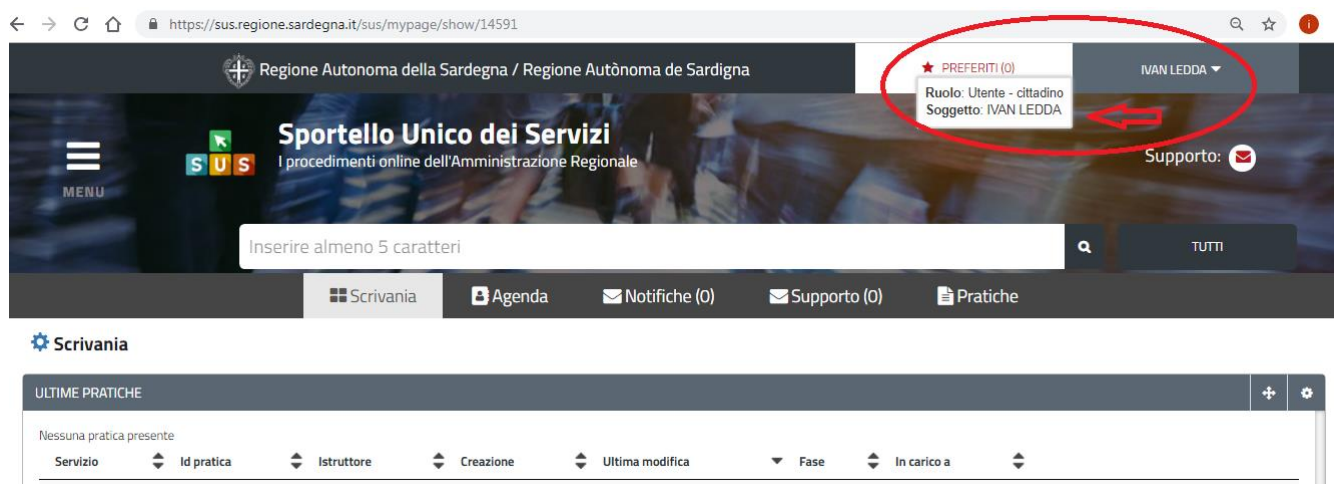 https://sus.regione.sardegna.it/sus/mypage/show/14591
i
Regione Autonoma della Sardegna / Regione Autònoma de Sardigna
PREFERITI (0)
IVAN LEDDA
Ruolo: Utente - cittadino
Soggetto: IVAN LEDDA
MENU
SUS
Sportello Unico dei Servizi
I procedimenti online dell'Amministrazione Regionale
Supporto:
Inserire almeno 5 caratteri
TUTTI
Scrivania Agenda Notifiche (0) Supporto (0) Pratiche
Scrivania
ULTIME PRATICHE
Nessuna pratica presente
Servizio Id pratica Istruttore Creazione Ultima modifica Fase In carico a